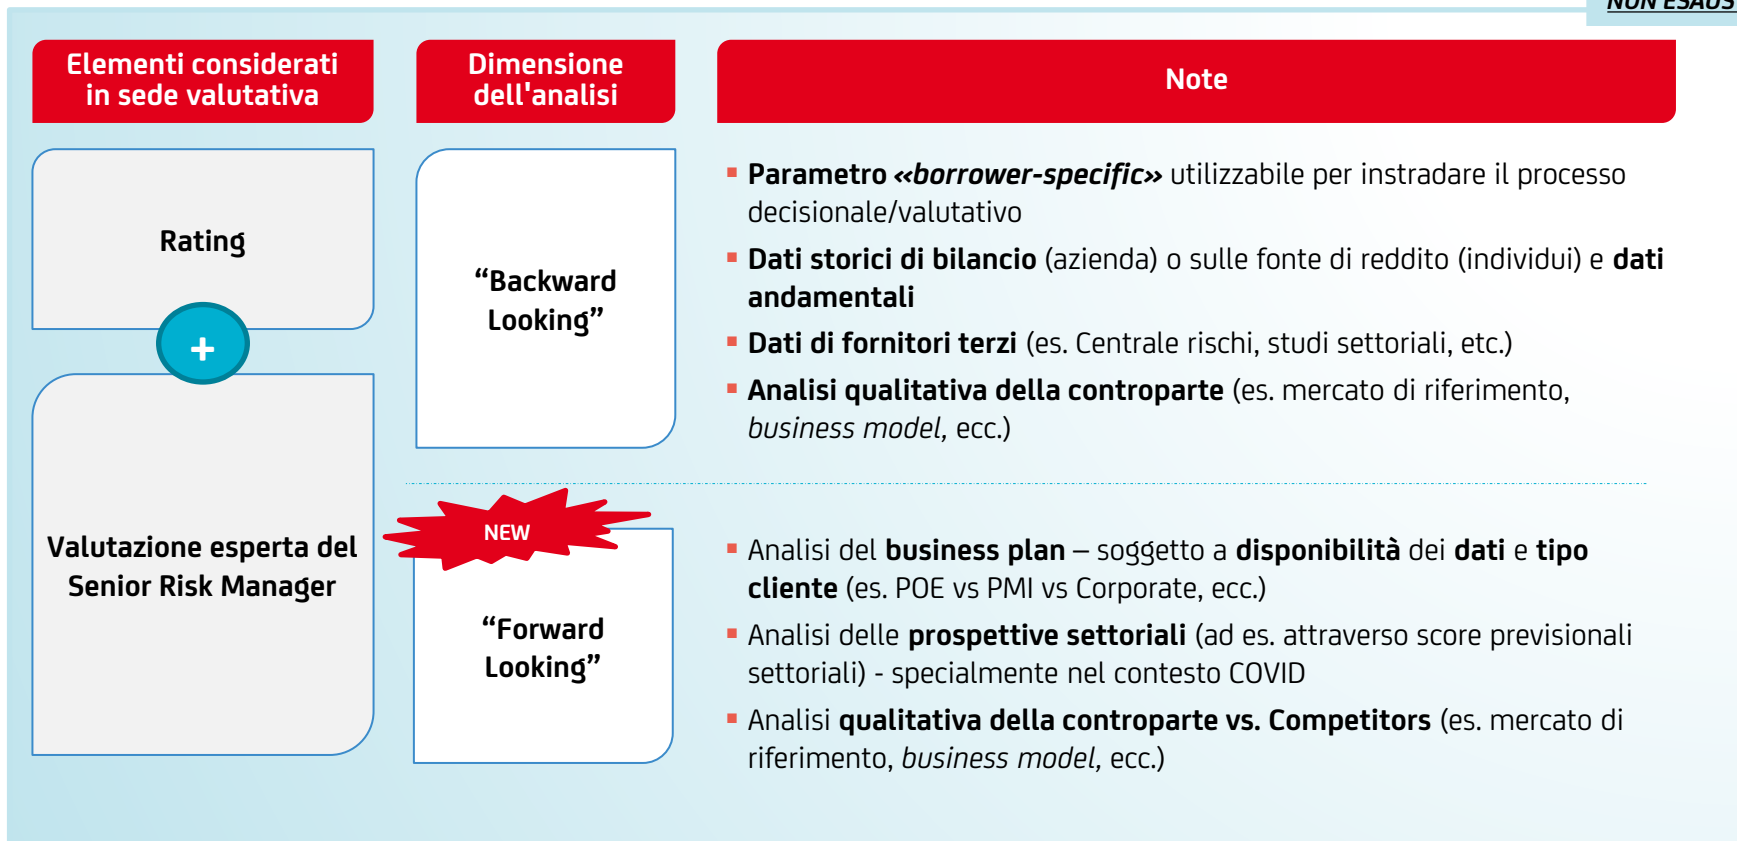 NON ESAUS
Elementi considerati
in sede valutativa
Dimensione
dell'analisi
Note
Rating
+
Valutazione esperta del
Senior Risk Manager
“Backward
Looking”
▪ Parametro «borrower-specific» utilizzabile per instradare il processo
decisionale/valutativo
▪ Dati storici di bilancio (azienda) o sulle fonte di reddito (individui) e dati
andamentali
▪ Dati di fornitori terzi (es. Centrale rischi, studi settoriali, etc.)
▪ Analisi qualitativa della controparte (es. mercato di riferimento,
business model, ecc.)
NEW
“Forward
Looking”
▪ Analisi del business plan – soggetto a disponibilità dei dati e tipo
cliente (es. POE vs PMI vs Corporate, ecc.)
▪ Analisi delle prospettive settoriali (ad es. attraverso score previsionali
settoriali) - specialmente nel contesto COVID
▪ Analisi qualitativa della controparte vs. Competitors (es. mercato di
riferimento, business model, ecc.)